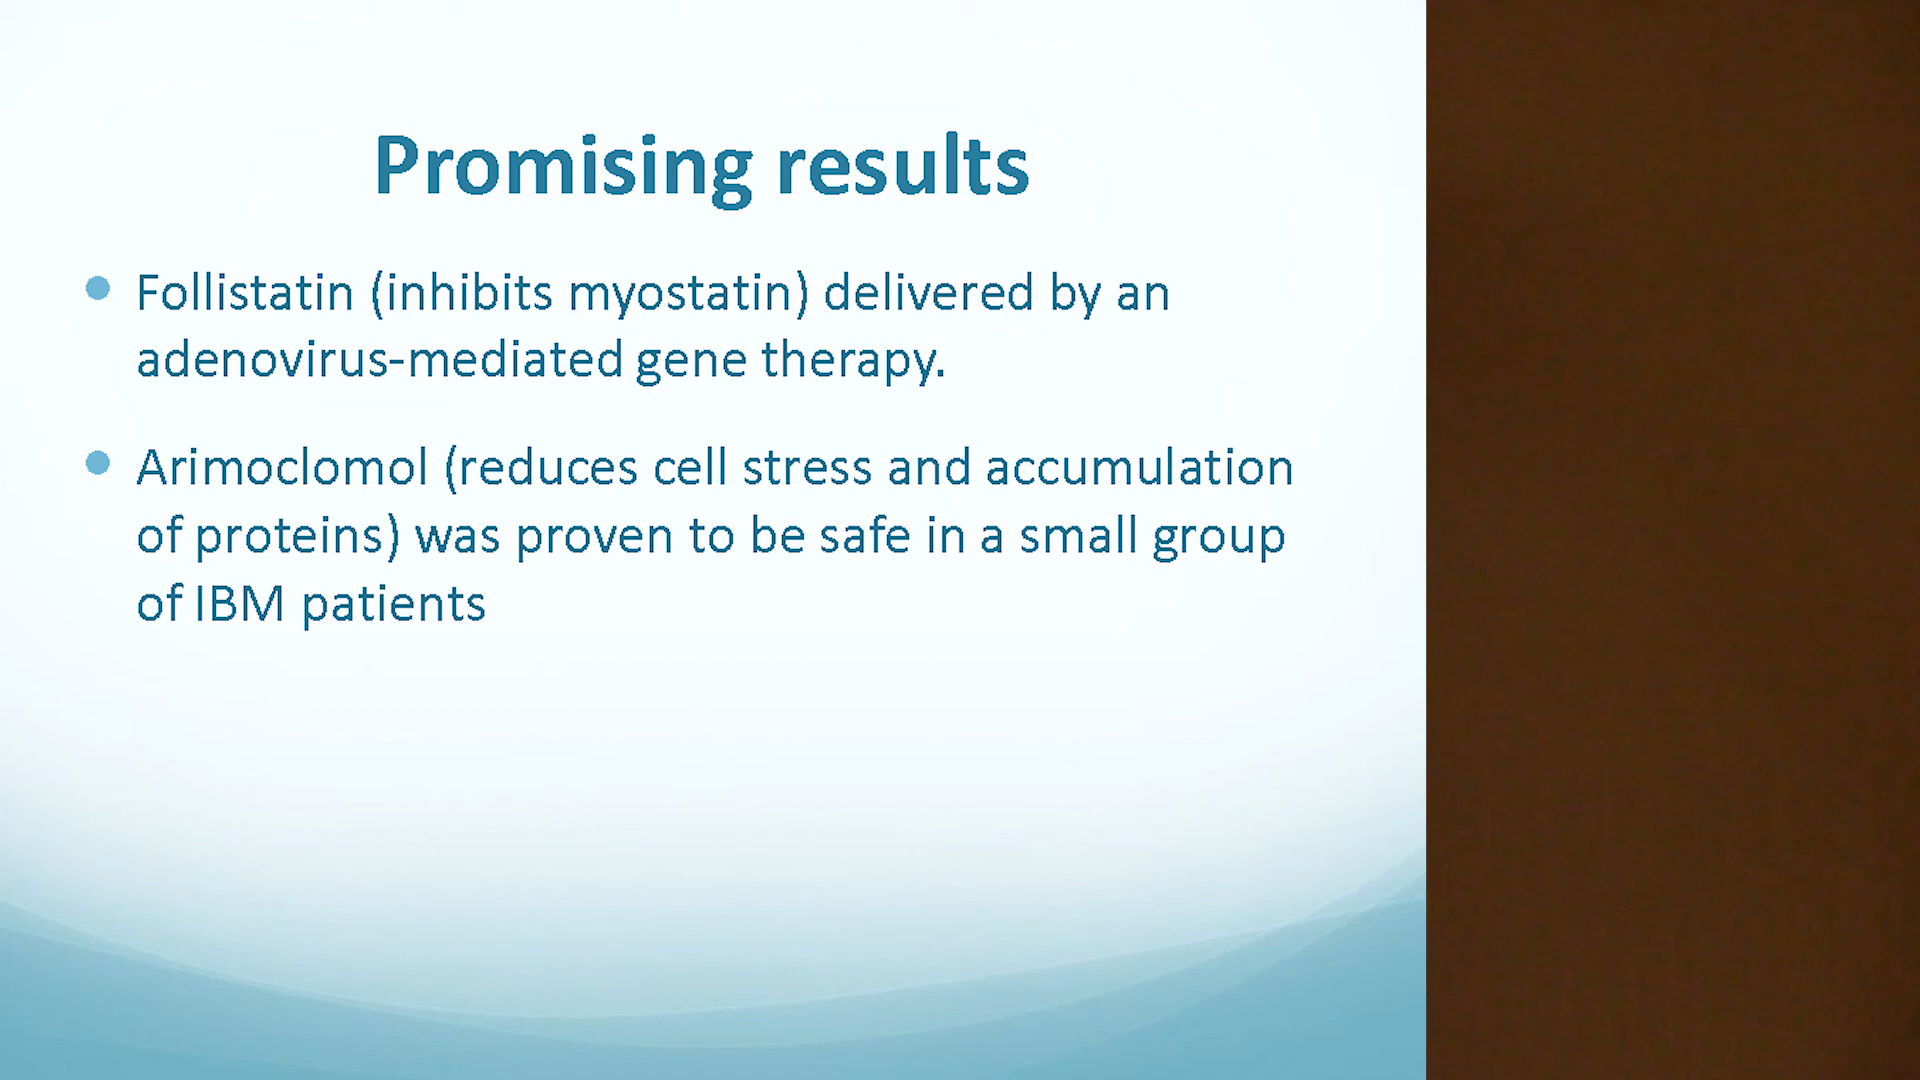 Promising results
Follistatin (inhibits myostatin) delivered by an
adenovirus-mediated gene therapy.
Arimoclomol (reduces cell stress and accumulation
of proteins) was proven to be safe in a small group
of IBM patients